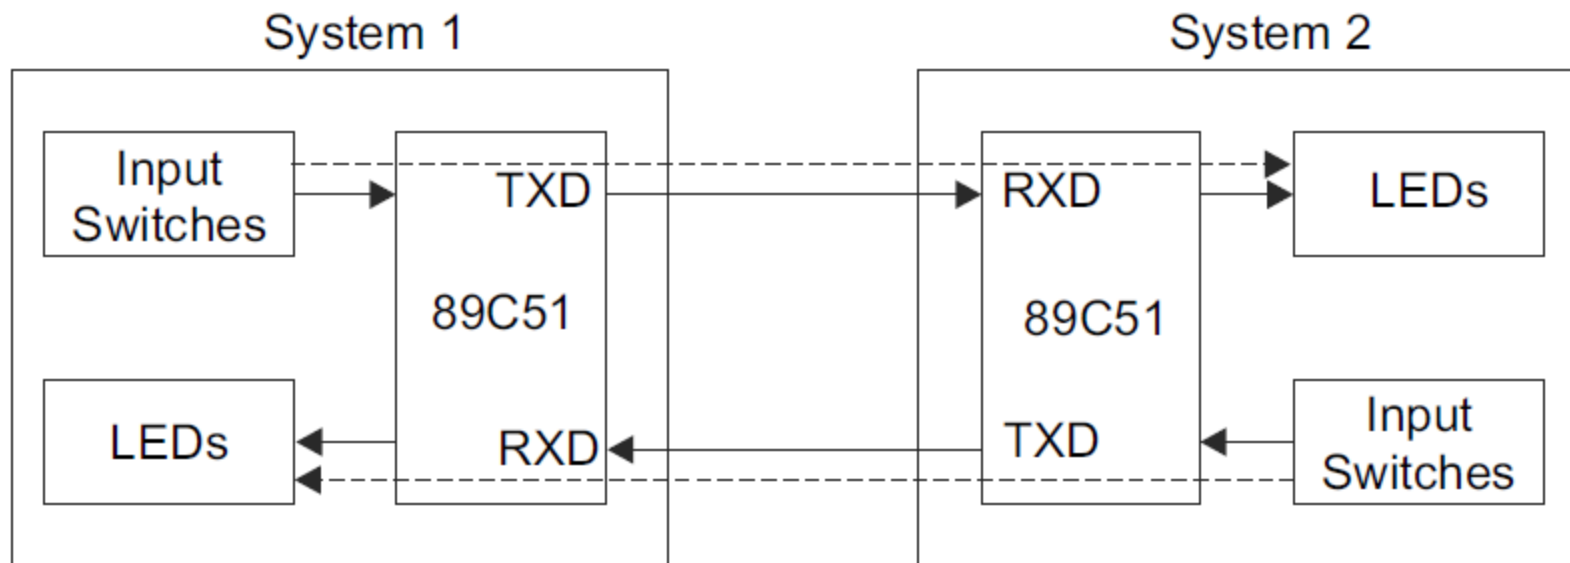 System 1
System 2
Input
Switches
TXD
RXD
LEDs
89C51
89C51
LEDs
RXD
TXD
Input
Switches